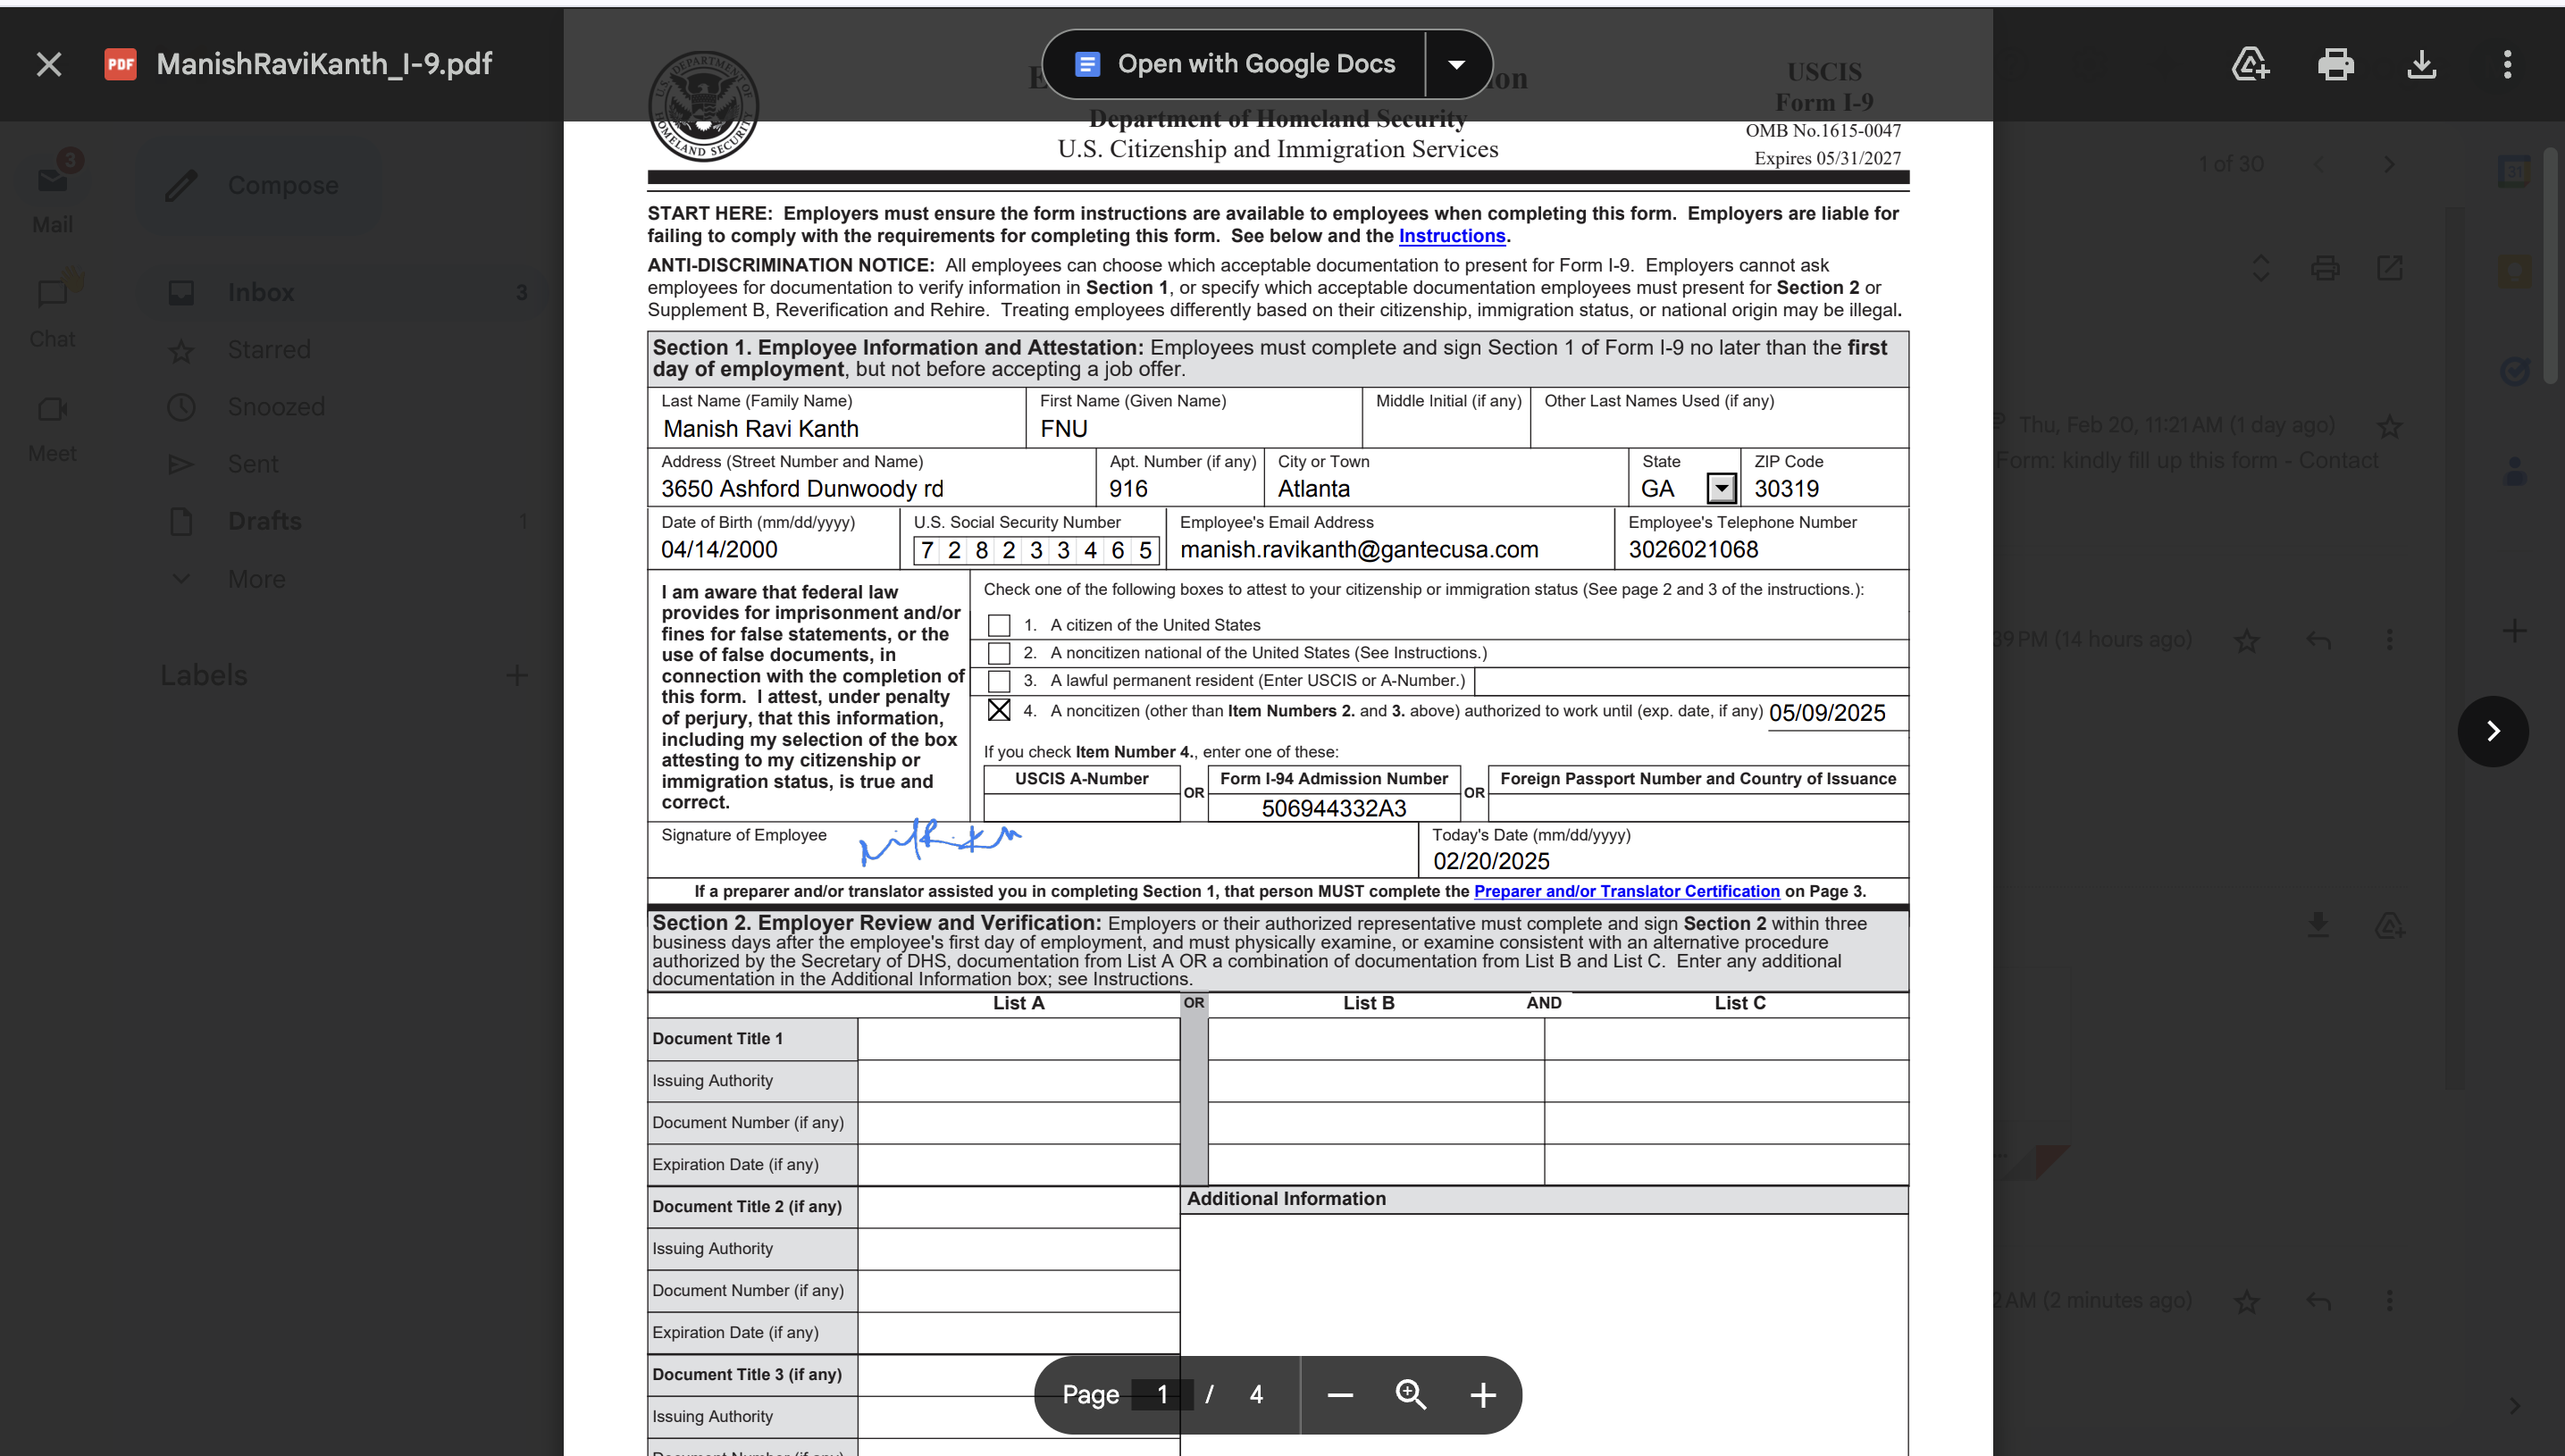 ManishRaviKanth_I-9.pdf
Open with Google Docs
USCIS
Form I-9
Department of Homeland Security
U.S. Citizenship and Immigration Services
OMB No.1615-0047
Expires 05/31/2027
U.S. DEPARTMENT OF HOMELAND SECURITY
3
Mail
Chat
Meet
Compose
Inbox 3
Starred
Snoozed
Sent
Drafts 1
More
Labels
1 of 30
31
Thu, Feb 20, 11:21 AM (1 day ago)
Form: kindly fill up this form - Contact
39 PM (14 hours ago)
2 AM (2 minutes ago)
START HERE: Employers must ensure the form instructions are available to employees when completing this form. Employers are liable for
failing to comply with the requirements for completing this form. See below and the Instructions.
ANTI-DISCRIMINATION NOTICE: All employees can choose which acceptable documentation to present for Form I-9. Employers cannot ask
employees for documentation to verify information in Section 1, or specify which acceptable documentation employees must present for Section 2 or
Supplement B, Reverification and Rehire. Treating employees differently based on their citizenship, immigration status, or national origin may be illegal.
Section 1. Employee Information and Attestation: Employees must complete and sign Section 1 of Form I-9 no later than the first
day of employment, but not before accepting a job offer.
Last Name (Family Name) First Name (Given Name) Middle Initial (if any) Other Last Names Used (if any)
Manish Ravi Kanth FNU
Address (Street Number and Name) Apt. Number (if any) City or Town State ZIP Code
3650 Ashford Dunwoody rd 916 Atlanta GA 30319
Date of Birth (mm/dd/yyyy) U.S. Social Security Number Employee's Email Address Employee's Telephone Number
04/14/2000 7 2 8 2 3 3 4 6 5 manish.ravikanth@gantecusa.com 3026021068
I am aware that federal law
provides for imprisonment and/or
fines for false statements, or the
use of false documents, in
connection with the completion of
this form. I attest, under penalty
of perjury, that this information,
including my selection of the box
attesting to my citizenship or
immigration status, is true and
correct.
Check one of the following boxes to attest to your citizenship or immigration status (See page 2 and 3 of the instructions.):
1. A citizen of the United States
2. A noncitizen national of the United States (See Instructions.)
3. A lawful permanent resident (Enter USCIS or A-Number.)
4. A noncitizen (other than Item Numbers 2. and 3. above) authorized to work until (exp. date, if any) 05/09/2025
If you check Item Number 4., enter one of these:
USCIS A-Number OR Form I-94 Admission Number OR Foreign Passport Number and Country of Issuance
506944332A3
Signature of Employee Today's Date (mm/dd/yyyy)
02/20/2025
If a preparer and/or translator assisted you in completing Section 1, that person MUST complete the Preparer and/or Translator Certification on Page 3.
Section 2. Employer Review and Verification: Employers or their authorized representative must complete and sign Section 2 within three
business days after the employee's first day of employment, and must physically examine, or examine consistent with an alternative procedure
authorized by the Secretary of DHS, documentation from List A OR a combination of documentation from List B and List C. Enter any additional
documentation in the Additional Information box; see Instructions.
List A OR List B AND List C
Document Title 1
Issuing Authority
Document Number (if any)
Expiration Date (if any)
Document Title 2 (if any) Additional Information
Issuing Authority
Document Number (if any)
Expiration Date (if any)
Document Title 3 (if any)
Issuing Authority
Document Number (if any)
Page 1 / 4